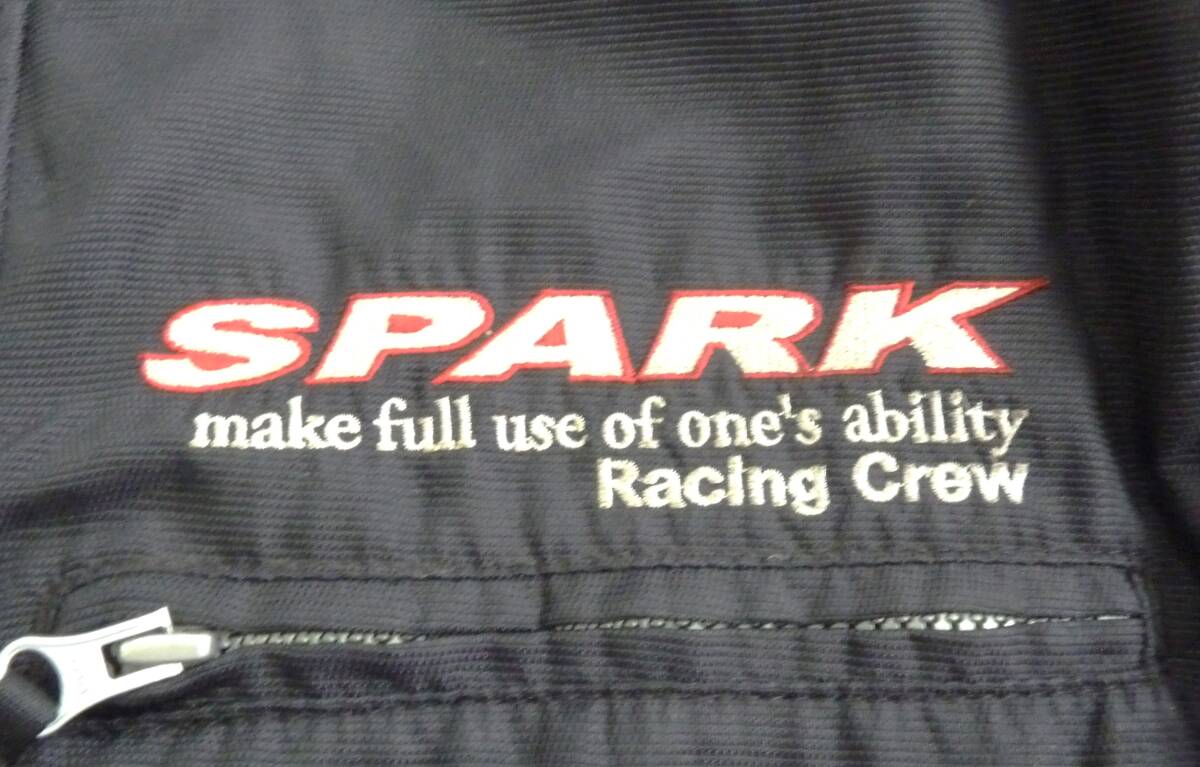 SPARK
make full use of one's ability
Racing Crew